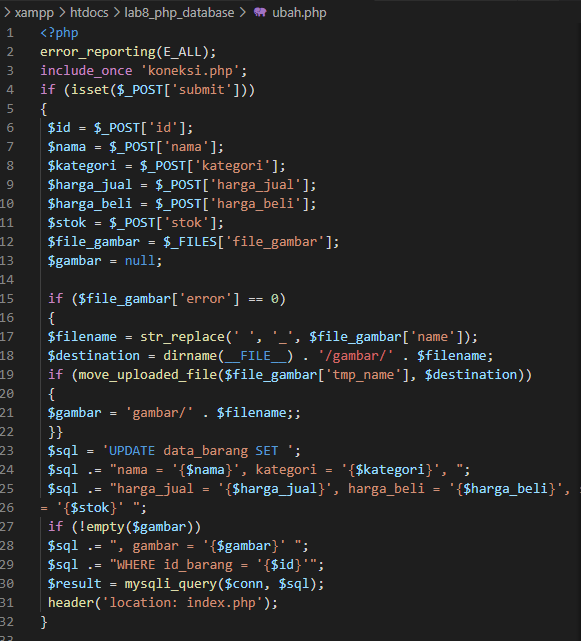 xampp > htdocs > lab8_php_database > ubah.php
1 <?php
2 error_reporting(E_ALL);
3 include_once 'koneksi.php';
4 if (isset($_POST['submit']))
5 {
6 $id = $_POST['id'];
7 $nama = $_POST['nama'];
8 $kategori = $_POST['kategori'];
9 $harga_jual = $_POST['harga_jual'];
10 $harga_beli = $_POST['harga_beli'];
11 $stok = $_POST['stok'];
12 $file_gambar = $_FILES['file_gambar'];
13 $gambar = null;
14
15 if ($file_gambar['error'] == 0)
16 {
17 $filename = str_replace(' ', '_', $file_gambar['name']);
18 $destination = dirname(__FILE__) . '/gambar/' . $filename;
19 if (move_uploaded_file($file_gambar['tmp_name'], $destination))
20 {
21 $gambar = 'gambar/' . $filename;;
22 }}
23 $sql = 'UPDATE data_barang SET ';
24 $sql .= "nama = '{$nama}', kategori = '{$kategori}', ";
25 $sql .= "harga_jual = '{$harga_jual}', harga_beli = '{$harga_beli}',
26 = '{$stok}' ";
27 if (!empty($gambar))
28 $sql .= ", gambar = '{$gambar}' ";
29 $sql .= "WHERE id_barang = '{$id}'";
30 $result = mysqli_query($conn, $sql);
31 header('location: index.php');
32 }